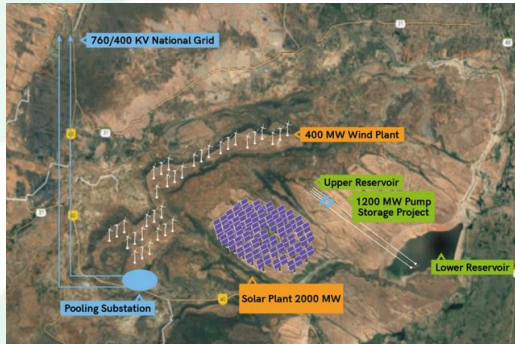 760/400 KV National Grid
400 MW Wind Plant
Upper Reservoir
1200 MW Pump
Storage Project
Lower Reservoir
Solar Plant 2000 MW
Pooling Substation